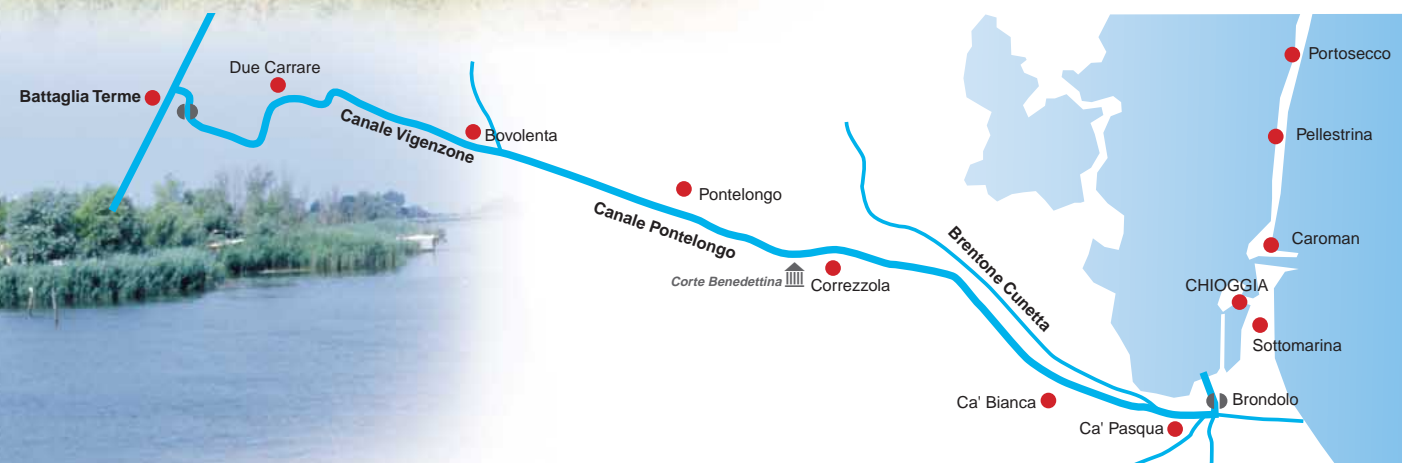 Portosecco
Due Carrare
Battaglia Terme
Canale Vigenzone
Bovolenta
Pellestrina
Pontelongo
Canale Pontelongo
Brentone Cunetta
Caroman
Corte Benedettina
Correzzola
CHIOGGIA
Sottomarina
Ca' Bianca
Brondolo
Ca' Pasqua